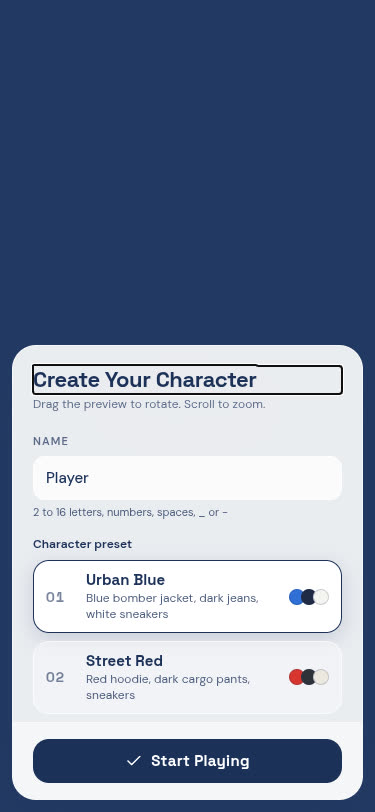 Create Your Character
Drag the preview to rotate. Scroll to zoom.
NAME
Player
2 to 16 letters, numbers, spaces, _ or -
Character preset
01
Urban Blue
Blue bomber jacket, dark jeans,
white sneakers
02
Street Red
Red hoodie, dark cargo pants,
sneakers
Start Playing